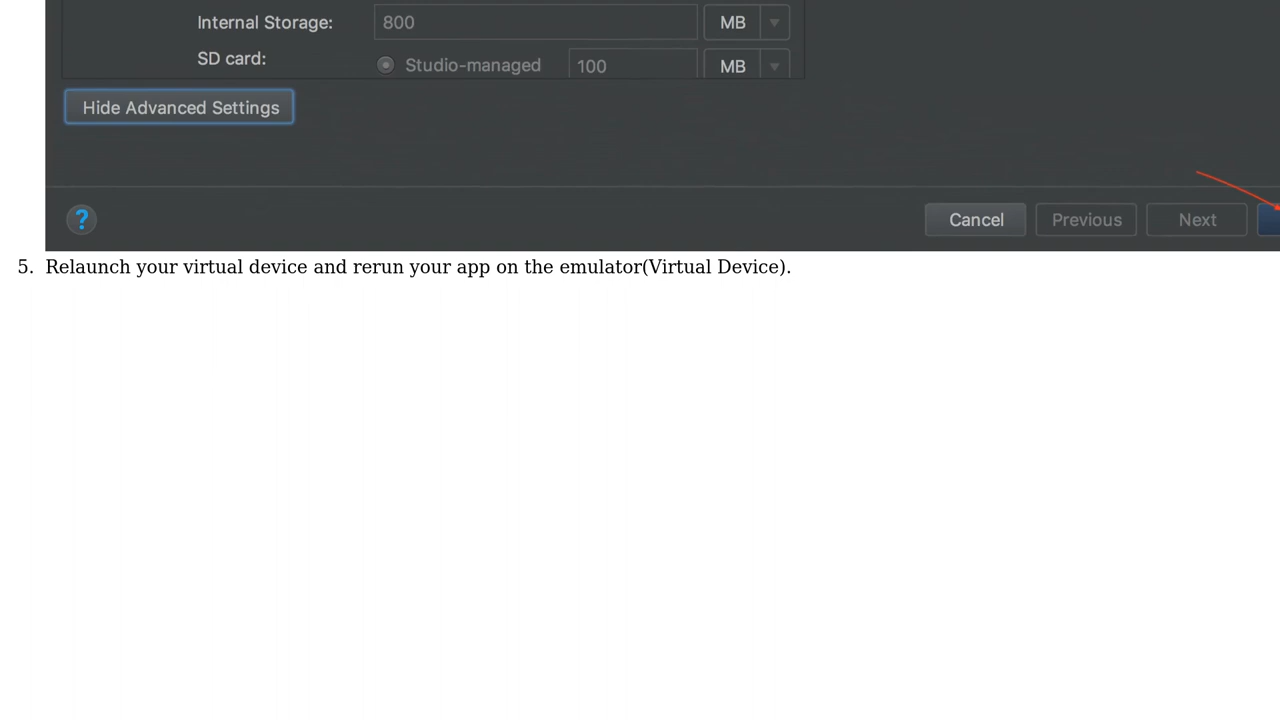 Internal Storage: 800 MB
SD card: Studio-managed 100 MB
Hide Advanced Settings
? Cancel Previous Next
5. Relaunch your virtual device and rerun your app on the emulator(Virtual Device).